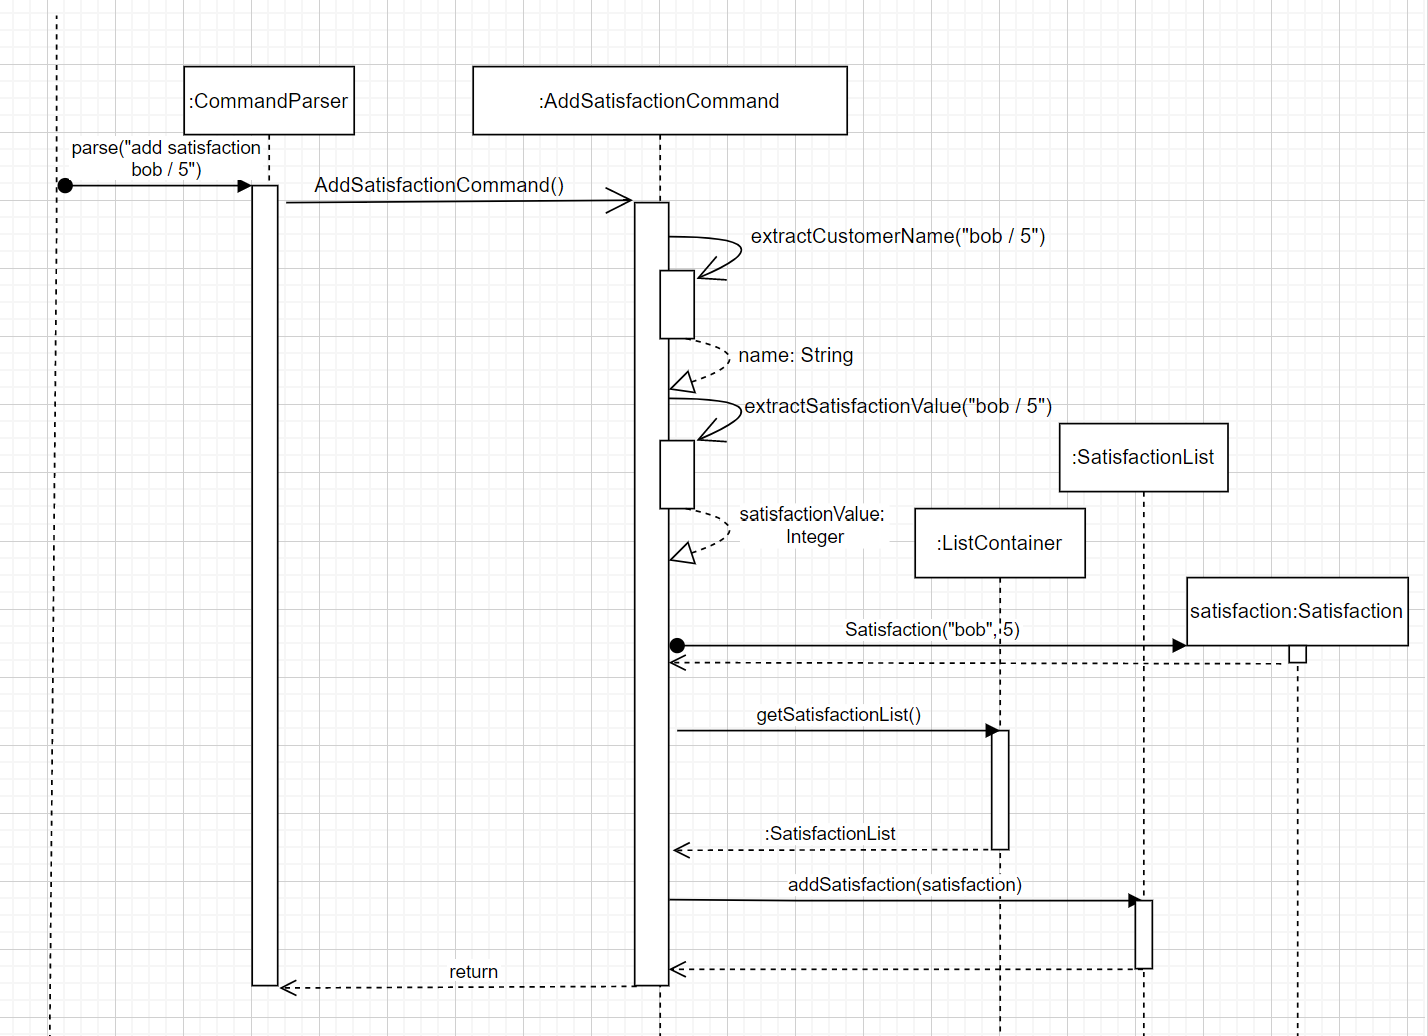 :CommandParser
:AddSatisfactionCommand
parse("add satisfaction
bob / 5")
AddSatisfactionCommand()
extractCustomerName("bob / 5")
name: String
extractSatisfactionValue("bob / 5")
:SatisfactionList
satisfactionValue:
Integer
:ListContainer
satisfaction:Satisfaction
Satisfaction("bob", 5)
getSatisfactionList()
:SatisfactionList
addSatisfaction(satisfaction)
return